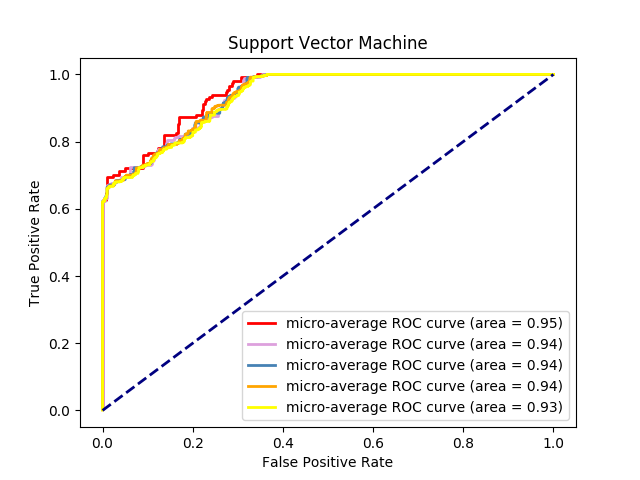 Support Vector Machine
True Positive Rate
1.0
0.8
0.6
0.4
0.2
0.0
micro-average ROC curve (area = 0.95)
micro-average ROC curve (area = 0.94)
micro-average ROC curve (area = 0.94)
micro-average ROC curve (area = 0.94)
micro-average ROC curve (area = 0.93)
0.0 0.2 0.4 0.6 0.8 1.0
False Positive Rate